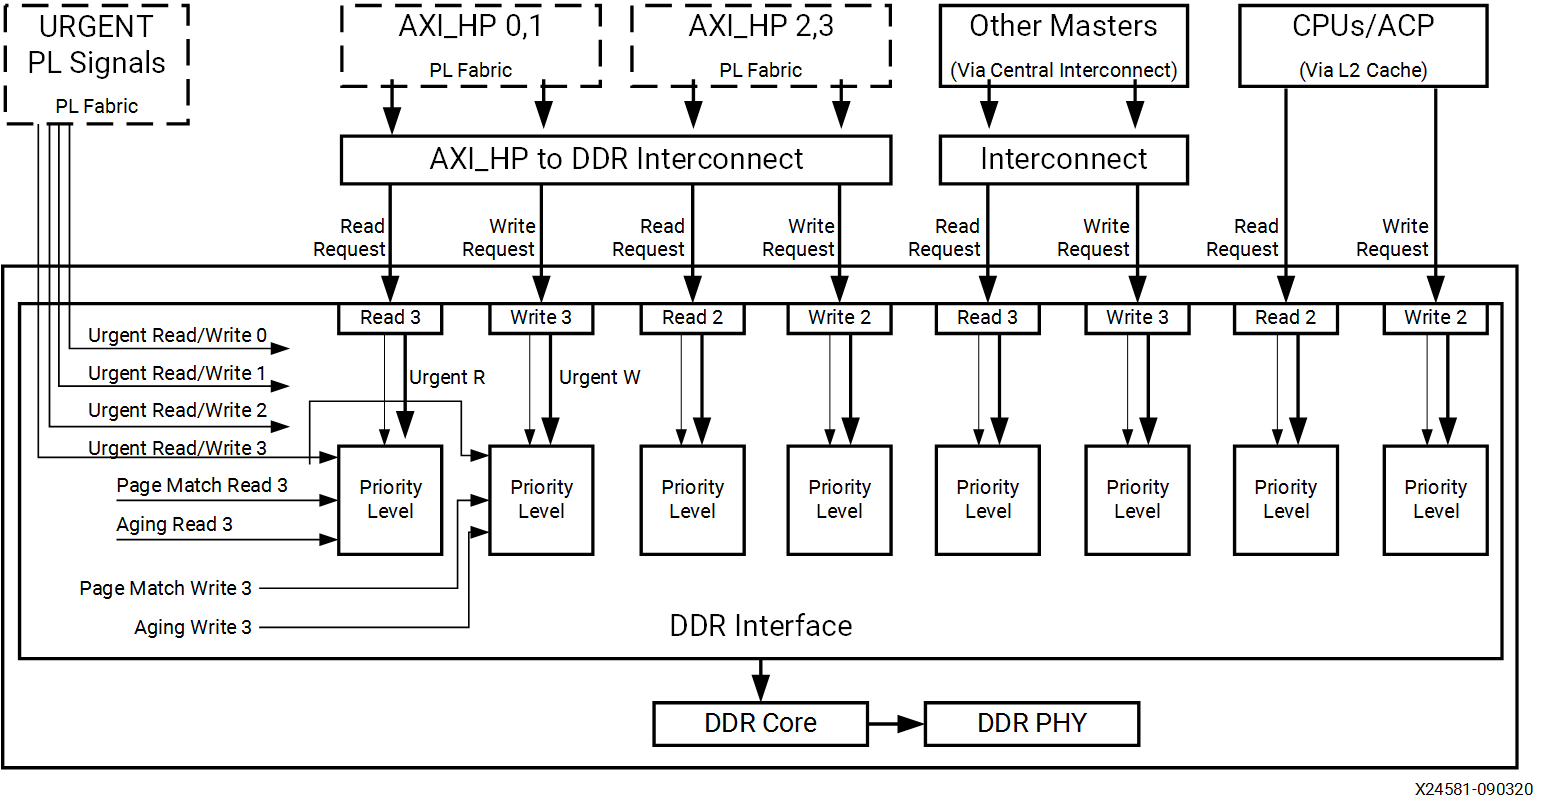 URGENT
PL Signals
PL Fabric
AXI_HP 0,1
PL Fabric
AXI_HP 2,3
PL Fabric
Other Masters
(Via Central Interconnect)
CPUs/ACP
(Via L2 Cache)
AXI_HP to DDR Interconnect
Interconnect
Read
Request
Write
Request
Read
Request
Write
Request
Read
Request
Write
Request
Read
Request
Write
Request
Read 3
Write 3
Read 2
Write 2
Read 3
Write 3
Read 2
Write 2
Urgent Read/Write 0
Urgent Read/Write 1
Urgent Read/Write 2
Urgent Read/Write 3
Urgent R
Urgent W
Page Match Read 3
Aging Read 3
Priority
Level
Priority
Level
Priority
Level
Priority
Level
Priority
Level
Priority
Level
Priority
Level
Priority
Level
Page Match Write 3
Aging Write 3
DDR Interface
DDR Core
DDR PHY
X24581-090320